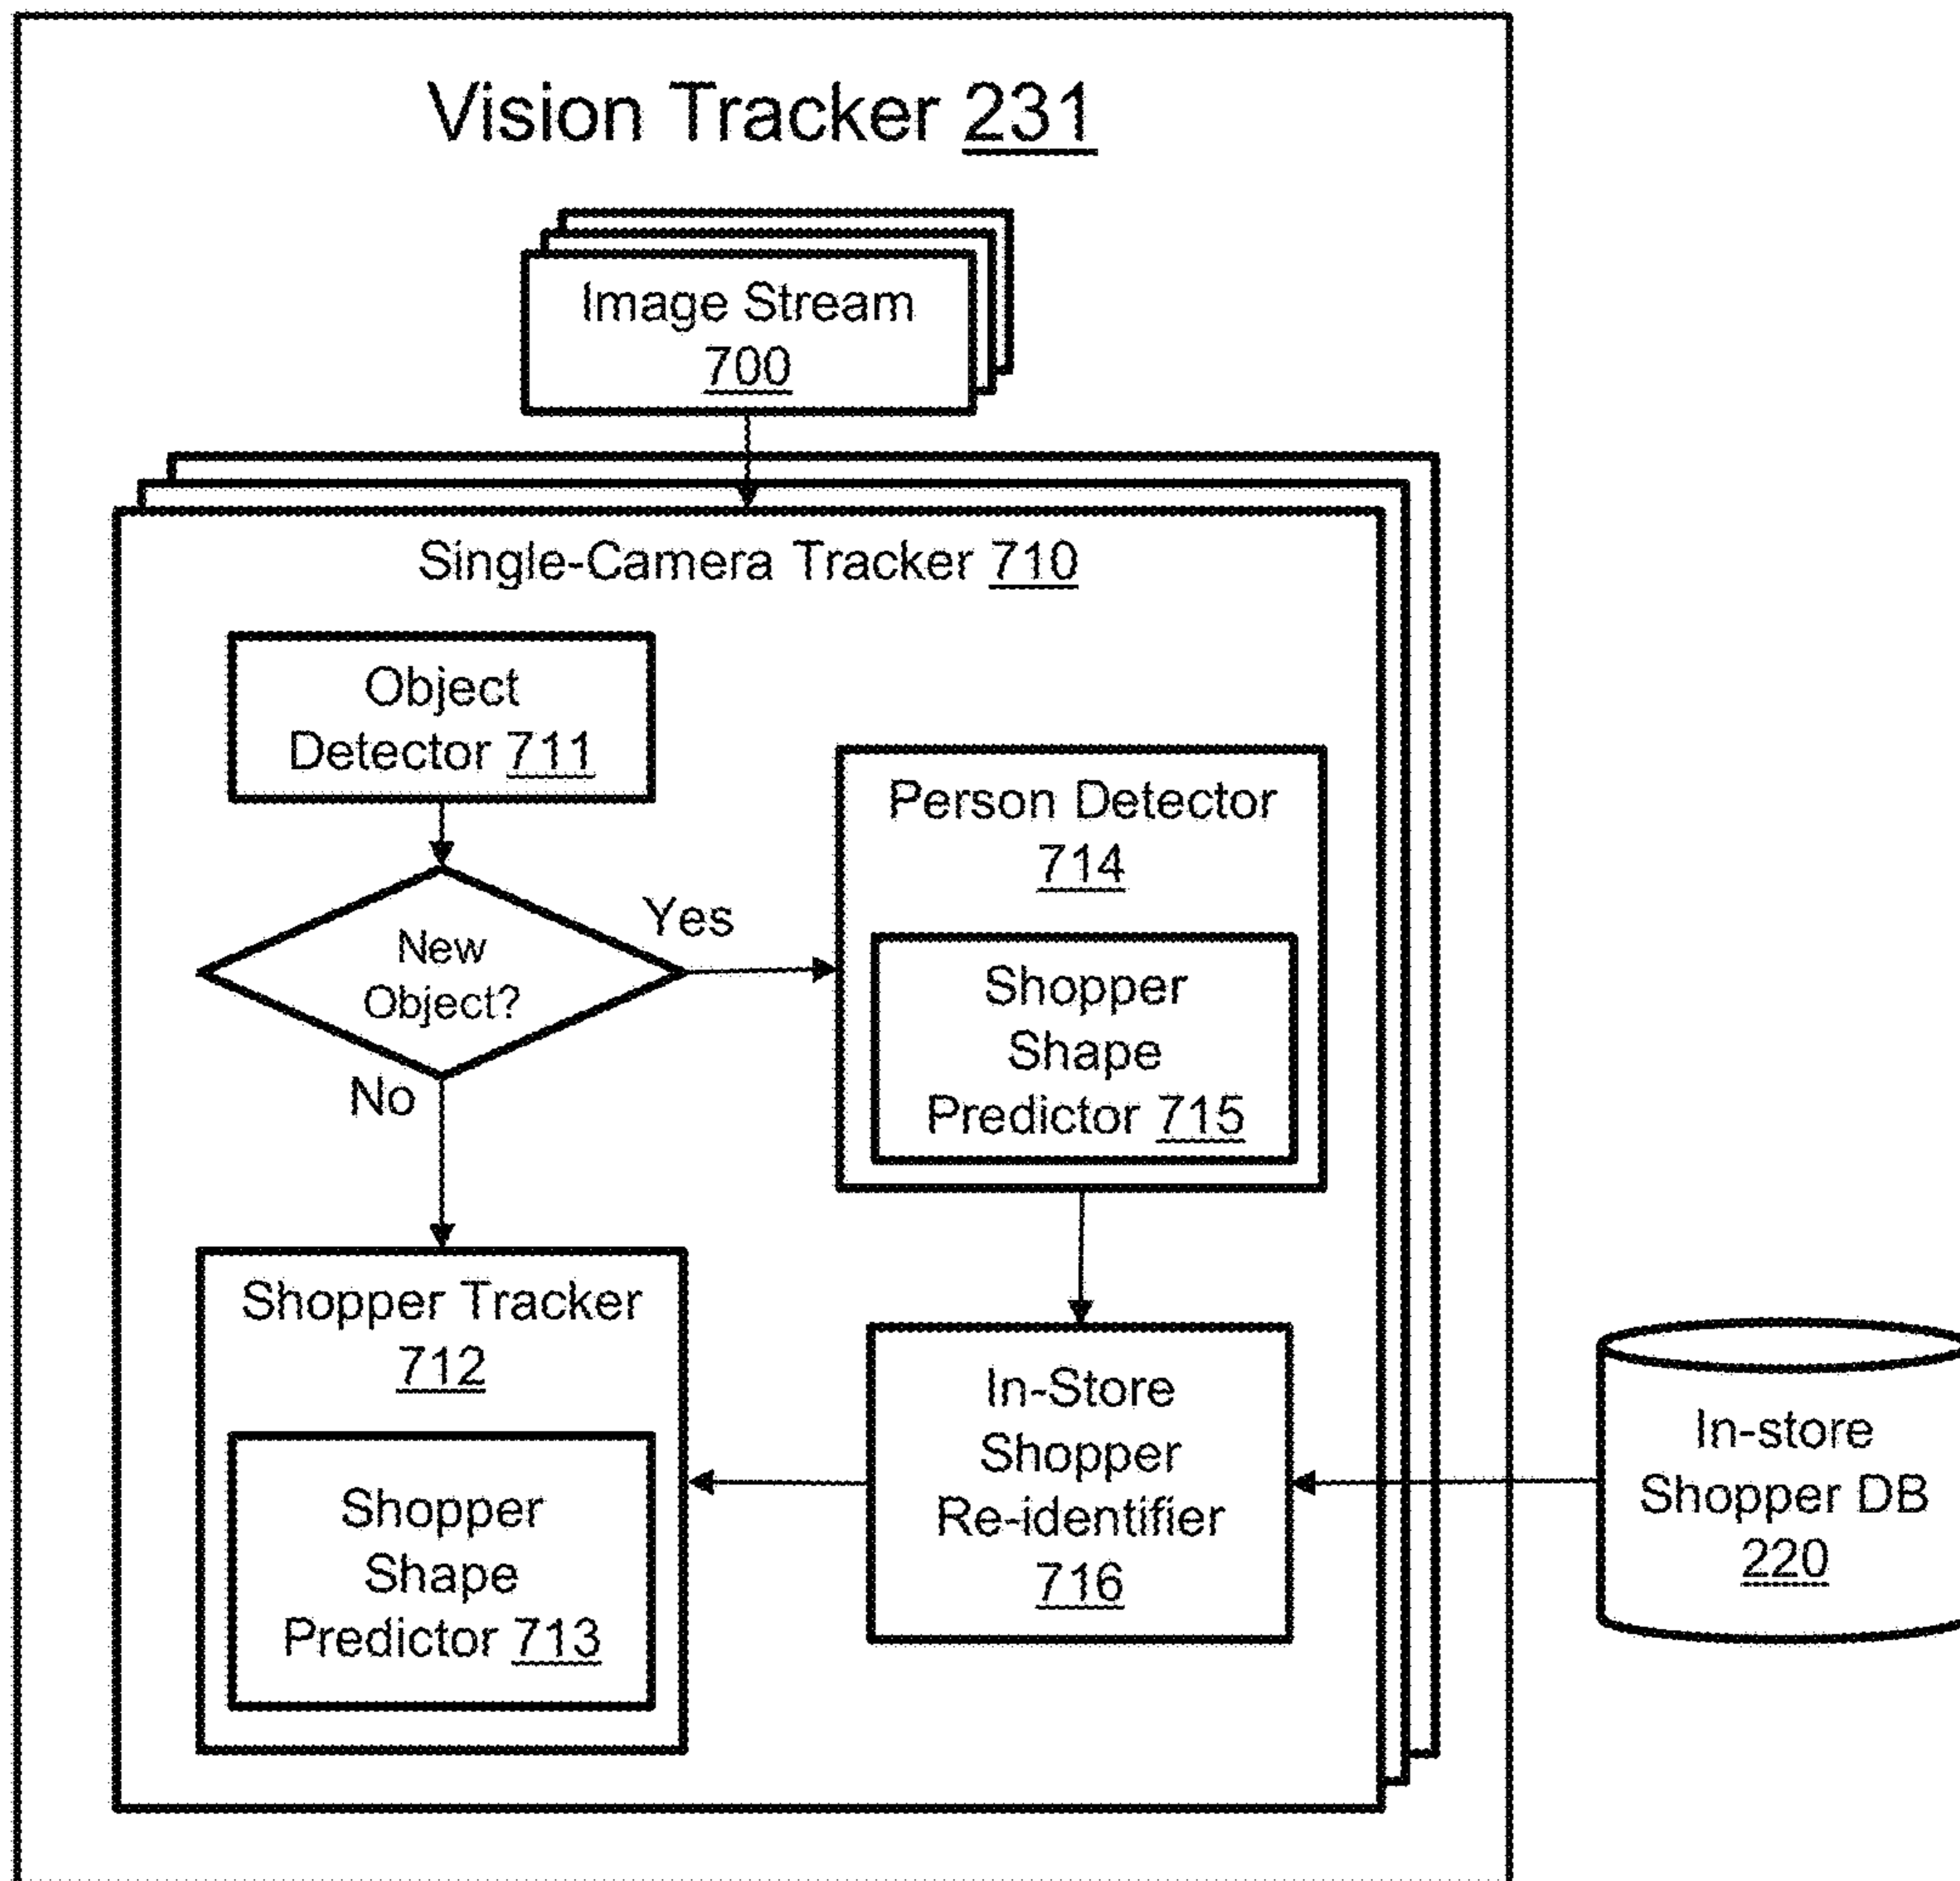 Vision Tracker 231
Image Stream
700
Single-Camera Tracker 710
Object
Detector 711
New
Object?
Yes
No
Person Detector
714
Shopper
Shape
Predictor 715
Shopper Tracker
712
Shopper
Shape
Predictor 713
In-Store
Shopper
Re-identifier
716
In-store
Shopper DB
220